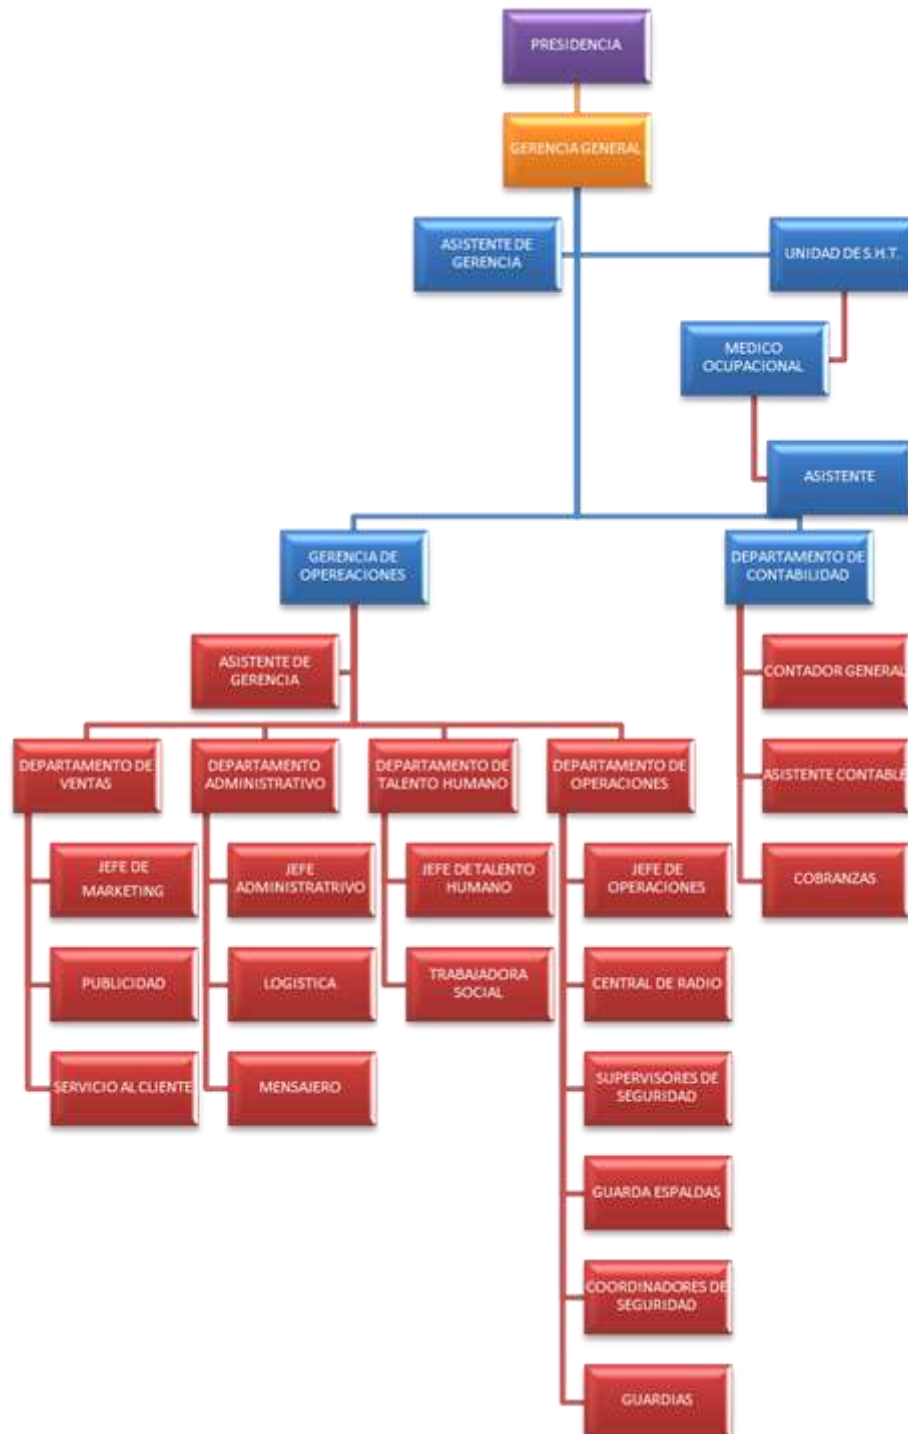 PRESIDENCIA
GERENCIA GENERAL
ASISTENTE DE
GERENCIA
UNIDAD DE S.H.T.
MEDICO
OCUPACIONAL
ASISTENTE
GERENCIA DE
OPEREACIONES
DEPARTAMENTO DE
CONTABILIDAD
ASISTENTE DE
GERENCIA
CONTADOR GENERAL
ASISTENTE CONTABLE
COBRANZAS
DEPARTAMENTO DE
VENTAS
DEPARTAMENTO
ADMINISTRATIVO
DEPARTAMENTO DE
TALENTO HUMANO
DEPARTAMENTO DE
OPERACIONES
JEFE DE
MARKETING
JEFE
ADMINISTRATRIVO
JEFE DE TALENTO
HUMANO
JEFE DE
OPERACIONES
PUBLICIDAD
LOGISTICA
TRABAJADORA
SOCIAL
CENTRAL DE RADIO
SERVICIO AL CLIENTE
MENSAJERO
SUPERVISORES DE
SEGURIDAD
GUARDA ESPALDAS
COORDINADORES DE
SEGURIDAD
GUARDIAS